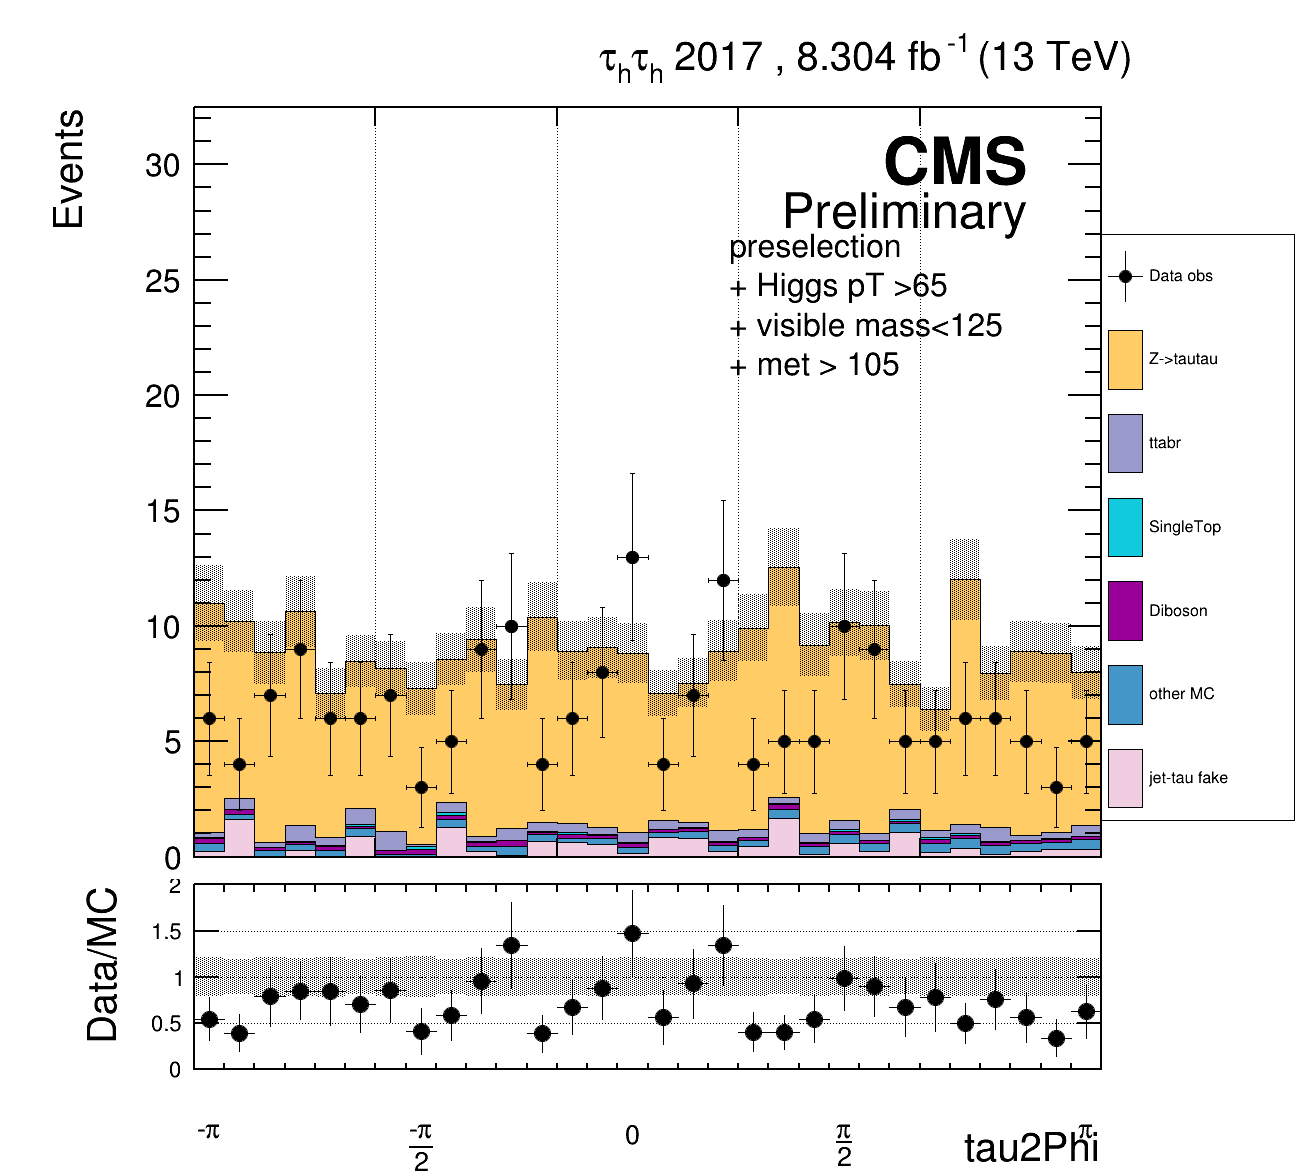 τhτh 2017 , 8.304 fb-1 (13 TeV)
Events
30
25
20
15
10
5
0
CMS
Preliminary
preselection
+ Higgs pT >65
+ visible mass<125
+ met > 105
Data obs
Z->tautau
ttabr
SingleTop
Diboson
other MC
jet-tau fake
Data/MC
2
1.5
1
0.5
0
-π
-π/2
0
π/2
π
tau2Phi